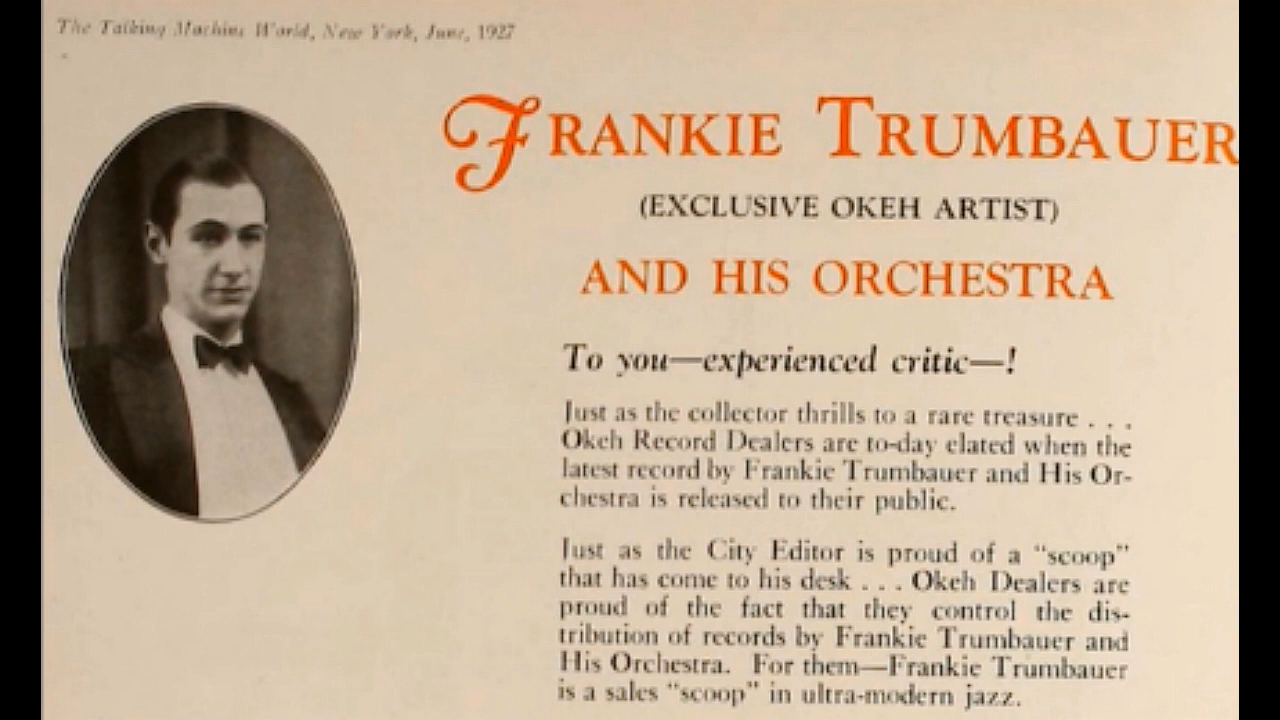 The Talking Machine World, New York, June, 1927
FRANKIE TRUMBAUER
(EXCLUSIVE OKEH ARTIST)
AND HIS ORCHESTRA
To you—experienced critic—!
Just as the collector thrills to a rare treasure . . .
Okeh Record Dealers are to-day elated when the
latest record by Frankie Trumbauer and His Or-
chestra is released to their public.
Just as the City Editor is proud of a "scoop"
that has come to his desk . . . Okeh Dealers are
proud of the fact that they control the dis-
tribution of records by Frankie Trumbauer and
His Orchestra. For them—Frankie Trumbauer
is a sales "scoop" in ultra-modern jazz.